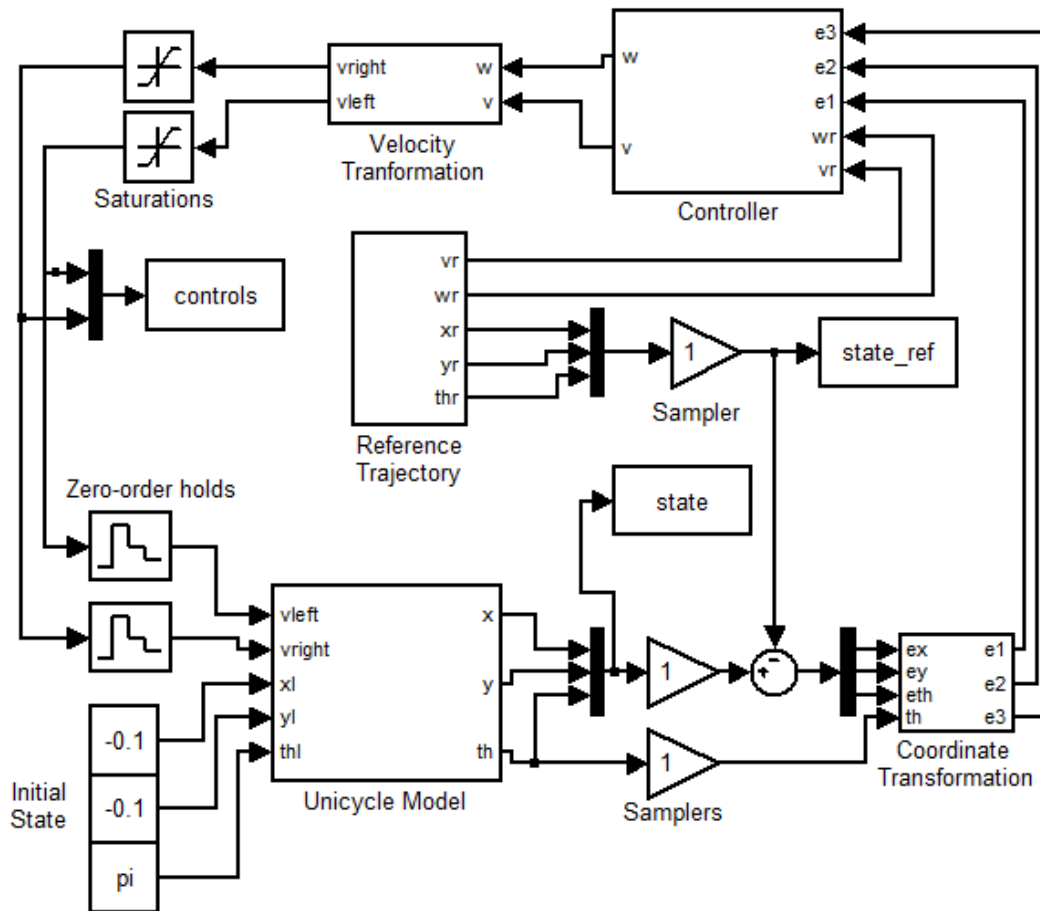 e3
e2
e1
wr
vr
w
v
Controller
vright
vleft
w
v
Velocity
Tranformation
Saturations
controls
vr
wr
xr
yr
thr
Reference
Trajectory
1
Sampler
state_ref
state
Zero-order holds
vleft
vright
xI
yI
thI
x
y
th
Unicycle Model
-0.1
-0.1
pi
Initial
State
1
1
Samplers
+
-
ex
ey
eth
th
e1
e2
e3
Coordinate
Transformation